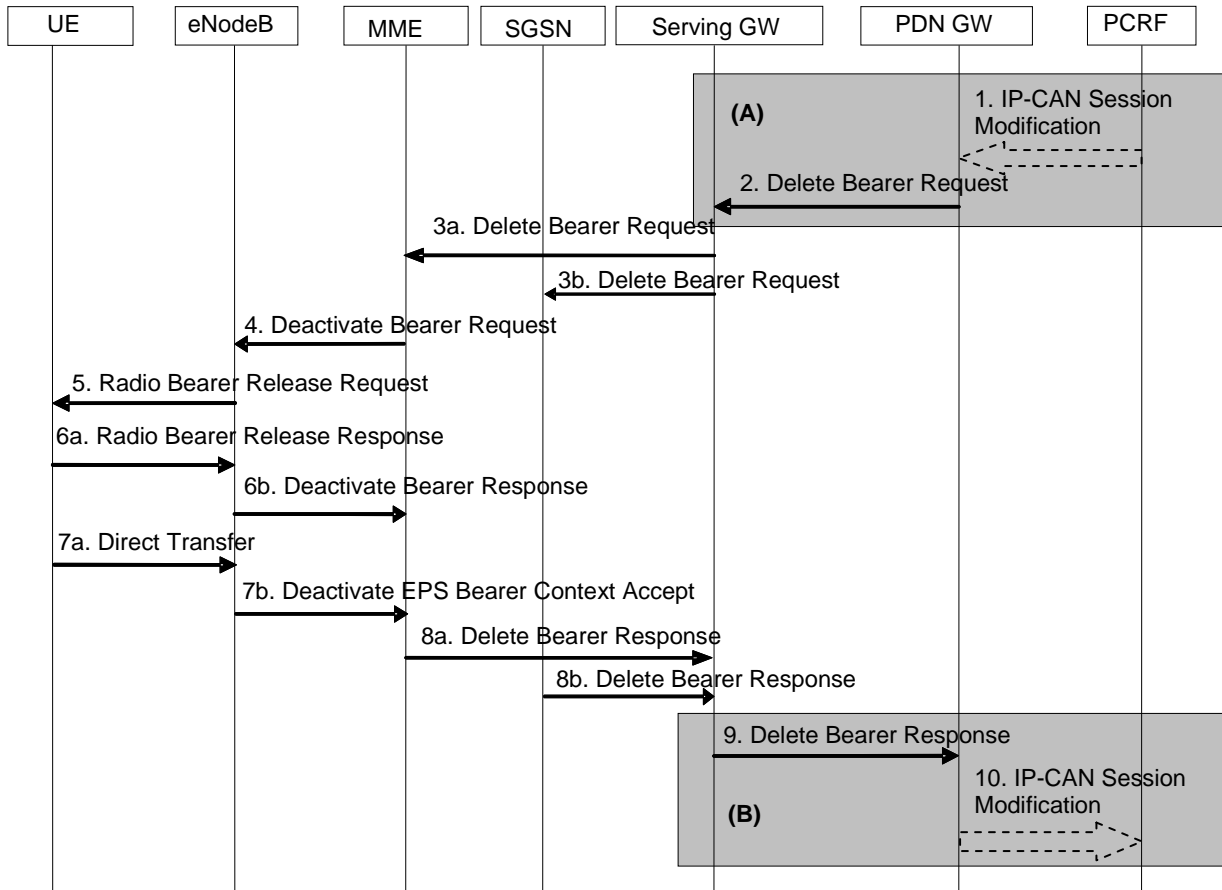 UE
eNodeB
MME
SGSN
Serving GW
PDN GW
PCRF
(A)
1. IP-CAN Session
Modification
2. Delete Bearer Request
3a. Delete Bearer Request
3b. Delete Bearer Request
4. Deactivate Bearer Request
5. Radio Bearer Release Request
6a. Radio Bearer Release Response
6b. Deactivate Bearer Response
7a. Direct Transfer
7b. Deactivate EPS Bearer Context Accept
8a. Delete Bearer Response
8b. Delete Bearer Response
9. Delete Bearer Response
10. IP-CAN Session
Modification
(B)